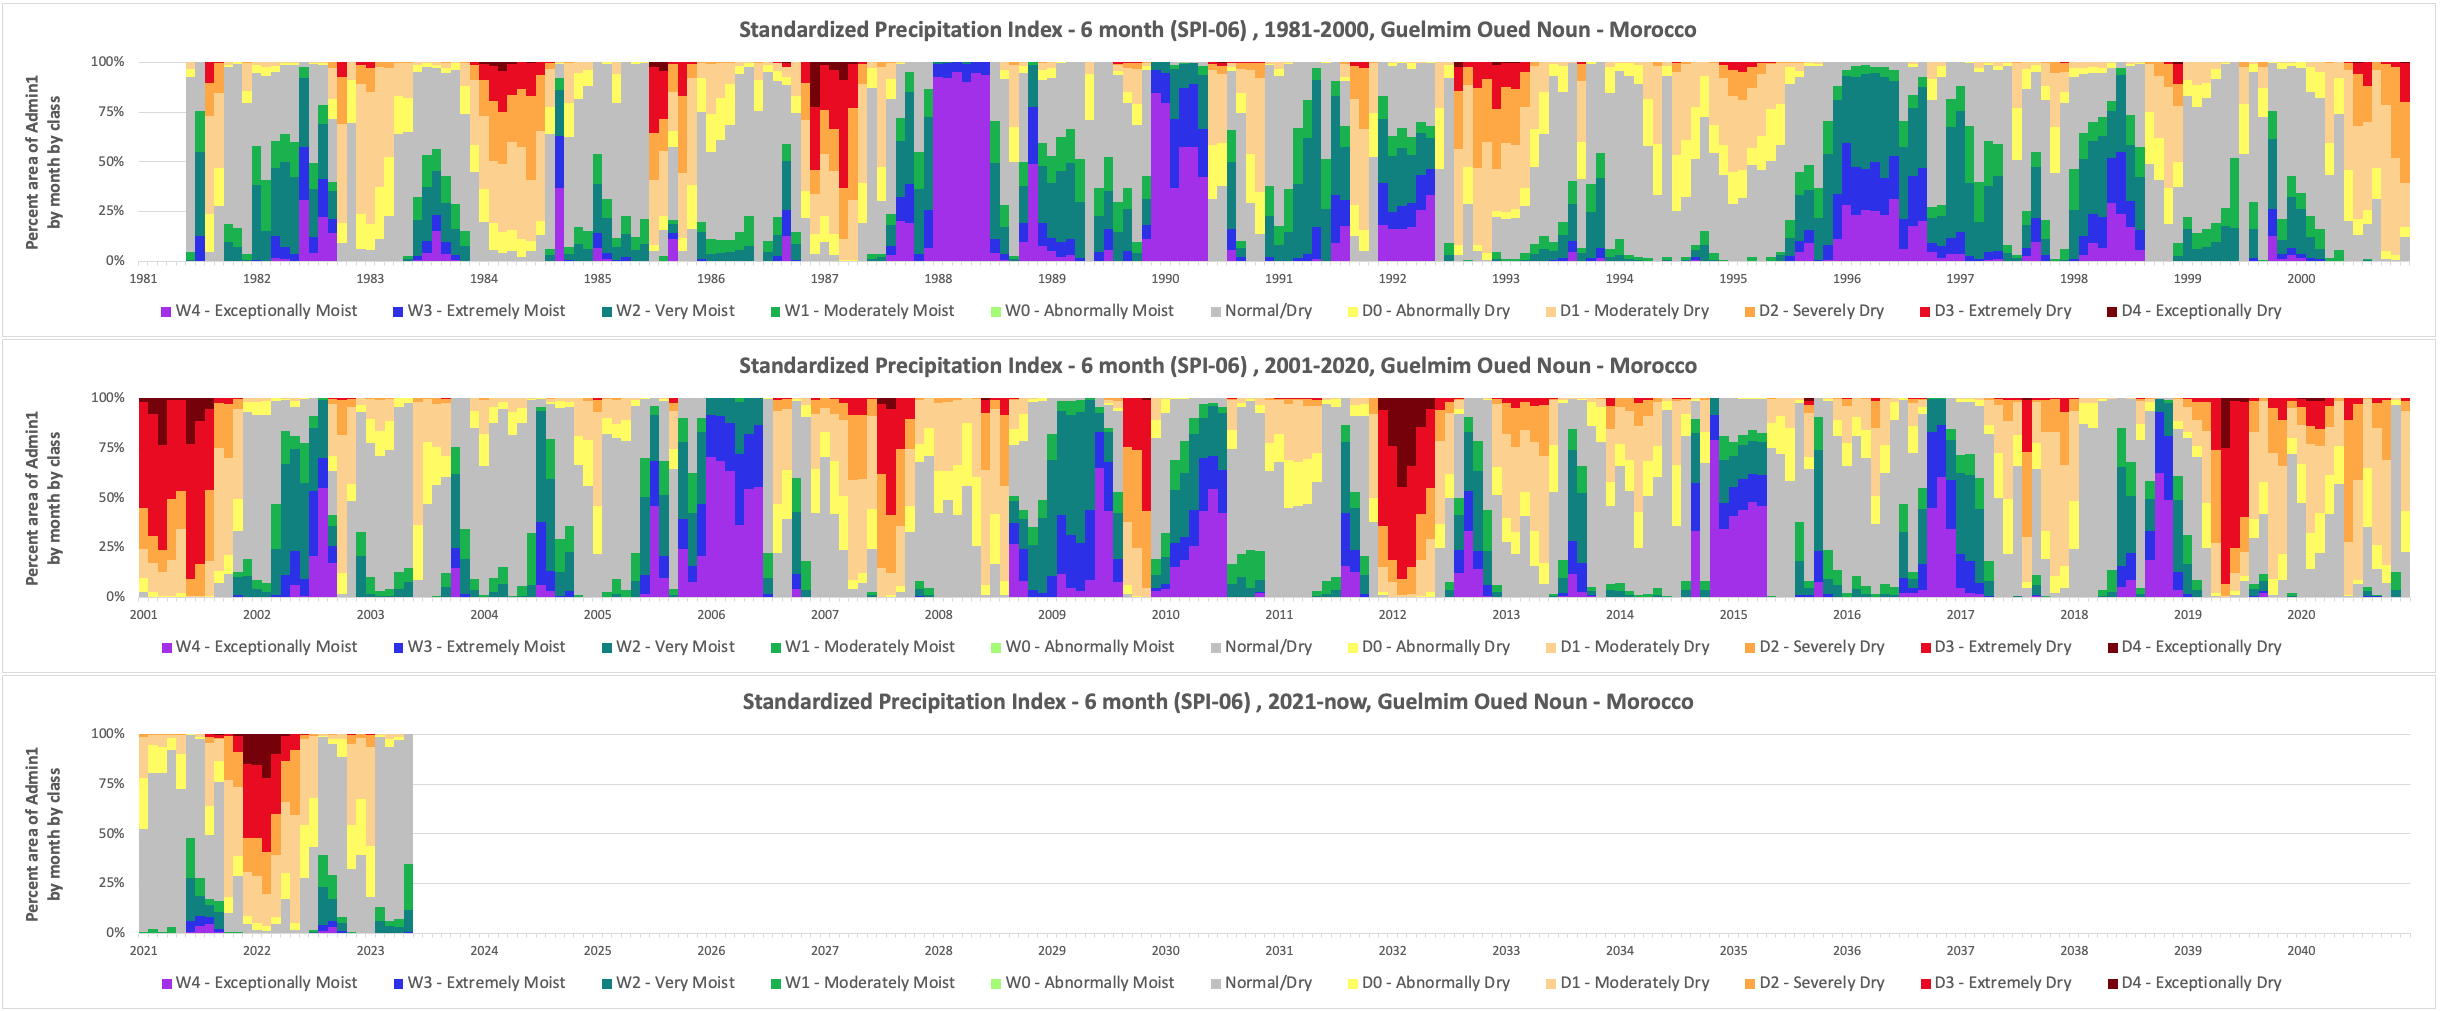 Standardized Precipitation Index - 6 month (SPI-06) , 1981-2000, Guelmim Oued Noun - Morocco
Percent area of Admin1
by month by class
100%
75%
50%
25%
0%
1981 1982 1983 1984 1985 1986 1987 1988 1989 1990 1991 1992 1993 1994 1995 1996 1997 1998 1999 2000
W4 - Exceptionally Moist W3 - Extremely Moist W2 - Very Moist W1 - Moderately Moist W0 - Abnormally Moist Normal/Dry D0 - Abnormally Dry D1 - Moderately Dry D2 - Severely Dry D3 - Extremely Dry D4 - Exceptionally Dry
Standardized Precipitation Index - 6 month (SPI-06) , 2001-2020, Guelmim Oued Noun - Morocco
Percent area of Admin1
by month by class
100%
75%
50%
25%
0%
2001 2002 2003 2004 2005 2006 2007 2008 2009 2010 2011 2012 2013 2014 2015 2016 2017 2018 2019 2020
W4 - Exceptionally Moist W3 - Extremely Moist W2 - Very Moist W1 - Moderately Moist W0 - Abnormally Moist Normal/Dry D0 - Abnormally Dry D1 - Moderately Dry D2 - Severely Dry D3 - Extremely Dry D4 - Exceptionally Dry
Standardized Precipitation Index - 6 month (SPI-06) , 2021-now, Guelmim Oued Noun - Morocco
Percent area of Admin1
by month by class
100%
75%
50%
25%
0%
2021 2022 2023 2024 2025 2026 2027 2028 2029 2030 2031 2032 2033 2034 2035 2036 2037 2038 2039 2040
W4 - Exceptionally Moist W3 - Extremely Moist W2 - Very Moist W1 - Moderately Moist W0 - Abnormally Moist Normal/Dry D0 - Abnormally Dry D1 - Moderately Dry D2 - Severely Dry D3 - Extremely Dry D4 - Exceptionally Dry